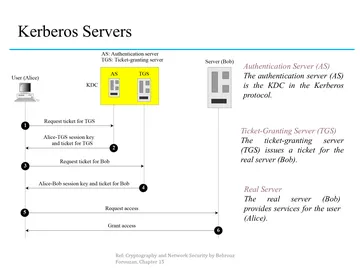 Kerberos Servers
AS: Authentication server
TGS: Ticket-granting server
Server (Bob)
User (Alice)
KDC
AS
TGS
Authentication Server (AS)
The authentication server (AS)
is the KDC in the Kerberos
protocol.
1
Request ticket for TGS
Alice-TGS session key
and ticket for TGS
2
3
Request ticket for Bob
Alice-Bob session key and ticket for Bob
4
Ticket-Granting Server (TGS)
The ticket-granting server
(TGS) issues a ticket for the
real server (Bob).
Real Server
The real server (Bob)
provides services for the user
(Alice).
5
Request access
Grant access
6
Ref: Cryptography and Network Security by Behrouz
Forouzan, Chapter 15